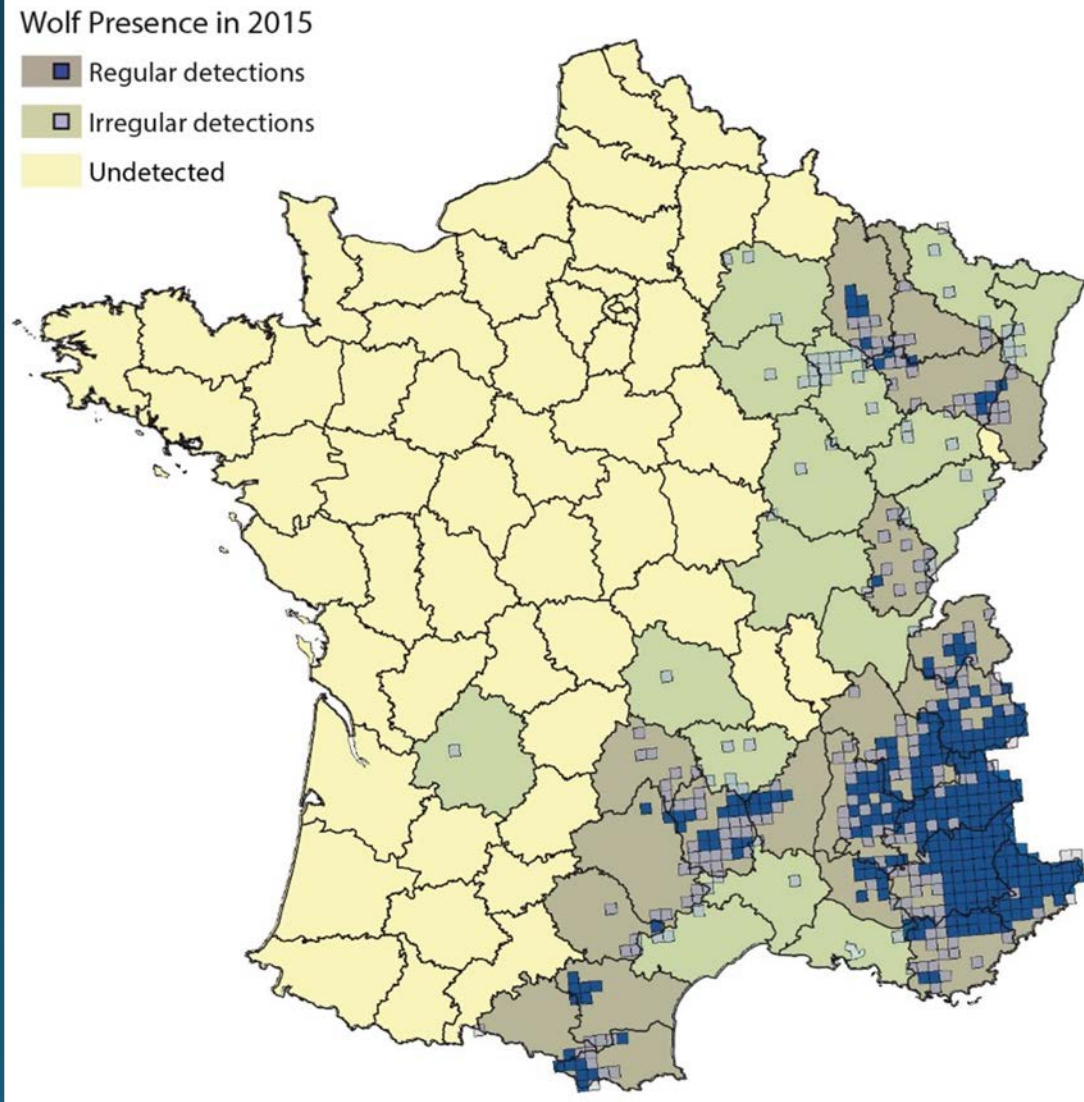 Wolf Presence in 2015
Regular detections
Irregular detections
Undetected